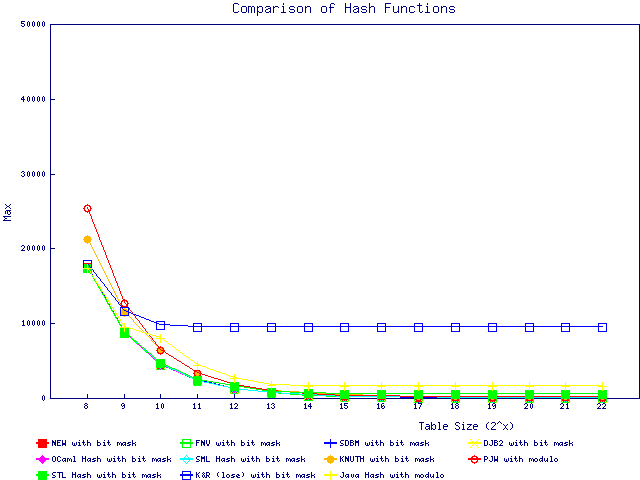 Comparison of Hash Functions
50000
40000
30000
20000
10000
0
Max
8 9 10 11 12 13 14 15 16 17 18 19 20 21 22
Table Size (2^x)
NEW with bit mask FNV with bit mask SDBM with bit mask DJB2 with bit mask
OCaml Hash with bit mask SML Hash with bit mask KNUTH with bit mask PJW with modulo
STL Hash with bit mask K&R (lose) with bit mask Java Hash with modulo